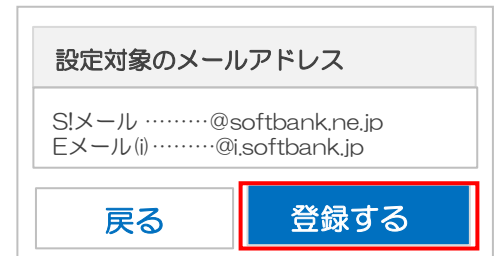 設定対象のメールアドレス
S!メール ………@softbank.ne.jp
Eメール(i)………@i.softbank.jp
戻る
登録する